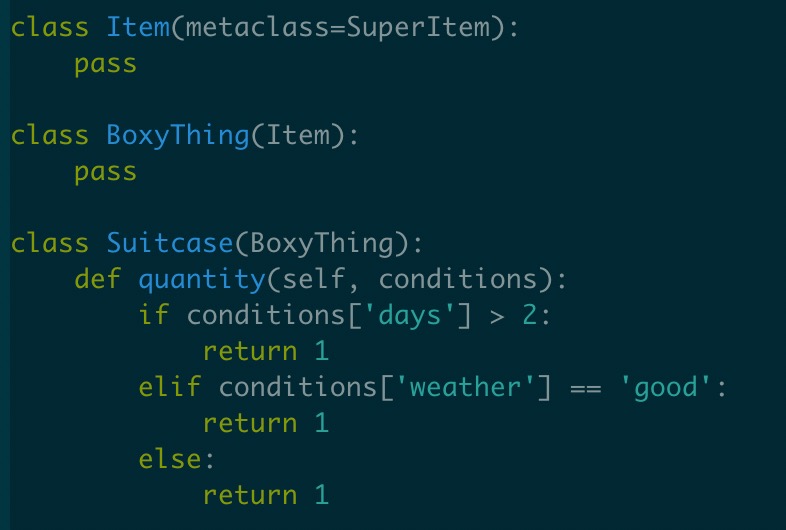 class Item(metaclass=SuperItem):
    pass

class BoxyThing(Item):
    pass

class Suitcase(BoxyThing):
    def quantity(self, conditions):
        if conditions['days'] > 2:
            return 1
        elif conditions['weather'] == 'good':
            return 1
        else:
            return 1